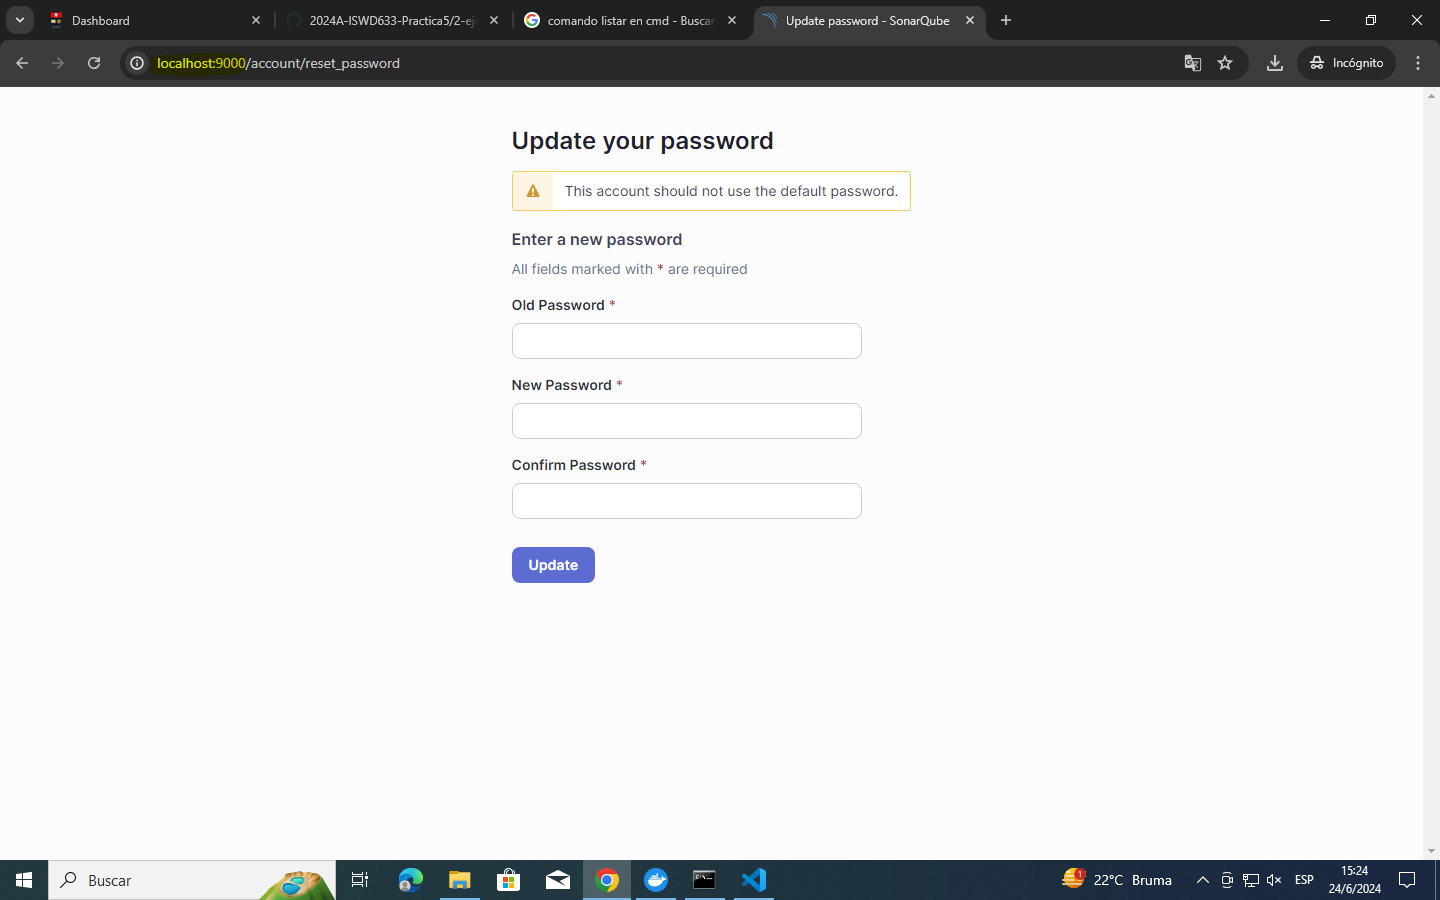 Dashboard
2024A-ISWD633-Practica5/2-ej
comando listar en cmd - Buscar
Update password - SonarQube
localhost:9000/account/reset_password
Incógnito
Update your password
This account should not use the default password.
Enter a new password
All fields marked with * are required
Old Password *
New Password *
Confirm Password *
Update
Buscar
1
22°C Bruma
ESP
15:24
24/6/2024